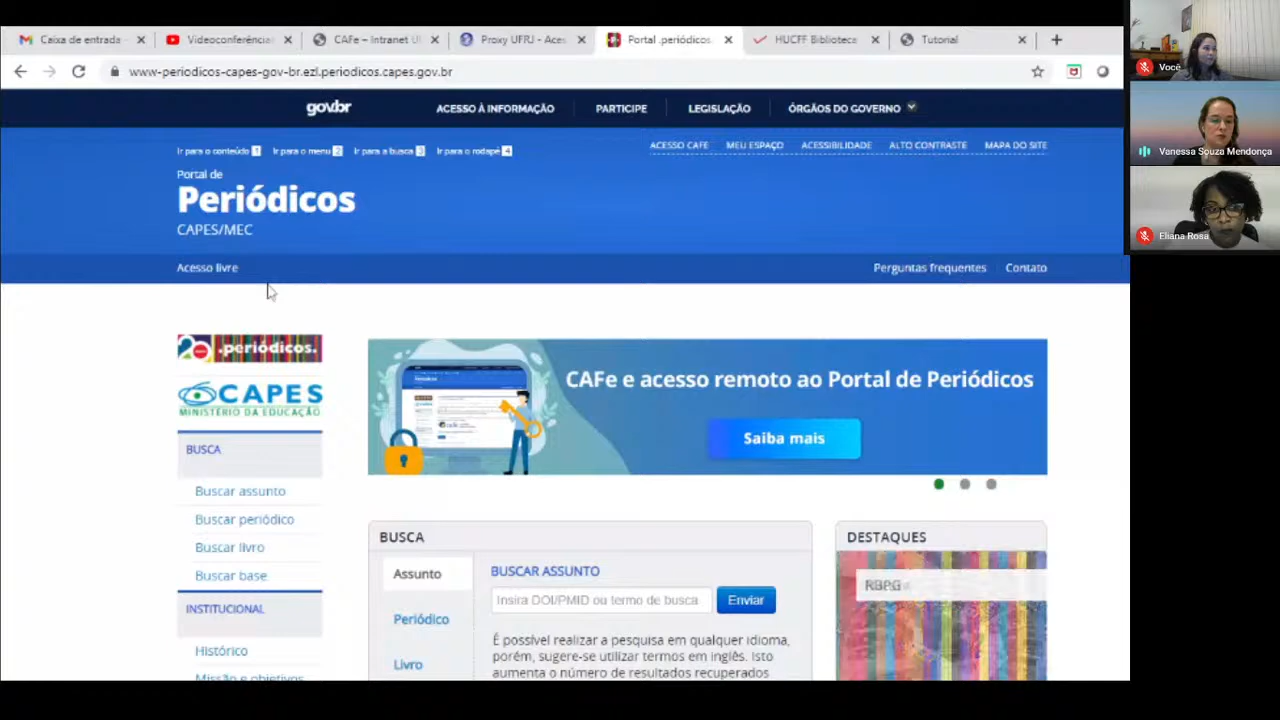 Caixa de entrada
Videoconferência
CAFe – Intranet U
Proxy UFRJ - Aces
Portal .periódicos.
HUCFF Biblioteca
Tutorial
www-periodicos-capes-gov-br.ezl.periodicos.capes.gov.br
gov.br
ACESSO À INFORMAÇÃO
PARTICIPE
LEGISLAÇÃO
ÓRGÃOS DO GOVERNO
Ir para o conteúdo 1
Ir para o menu 2
Ir para a busca 3
Ir para o rodapé 4
ACESSO CAFE
MEU ESPAÇO
ACESSIBILIDADE
ALTO CONTRASTE
MAPA DO SITE
Portal de
Periódicos
CAPES/MEC
Acesso livre
Perguntas frequentes
Contato
.periódicos.
CAPES
MINISTÉRIO DA EDUCAÇÃO
CAFe e acesso remoto ao Portal de Periódicos
Saiba mais
BUSCA
Buscar assunto
Buscar periódico
Buscar livro
Buscar base
INSTITUCIONAL
Histórico
Missão e objetivos
BUSCA
Assunto
Periódico
Livro
BUSCAR ASSUNTO
Insira DOI/PMID ou termo de busca
Enviar
É possível realizar a pesquisa em qualquer idioma,
porém, sugere-se utilizar termos em inglês. Isto
aumenta o número de resultados recuperados
DESTAQUES
RBPG
Você
Vanessa Souza Mendonça
Eliana Rosa